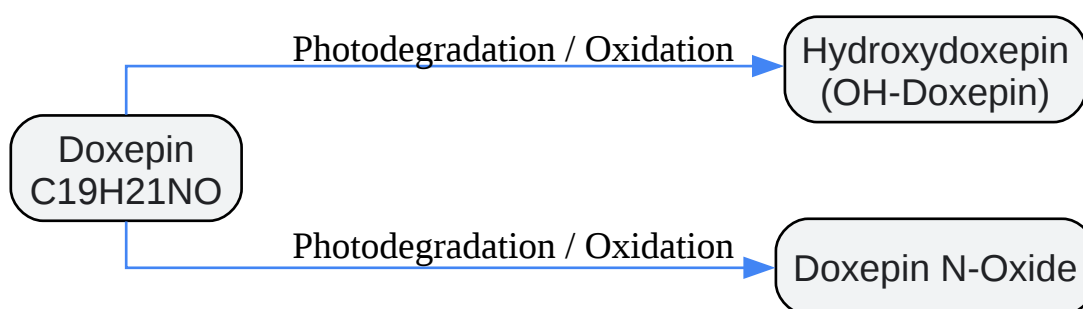 Photodegradation / Oxidation
Hydroxydoxepin
(OH-Doxepin)
Doxepin
C19H21NO
Photodegradation / Oxidation
Doxepin N-Oxide